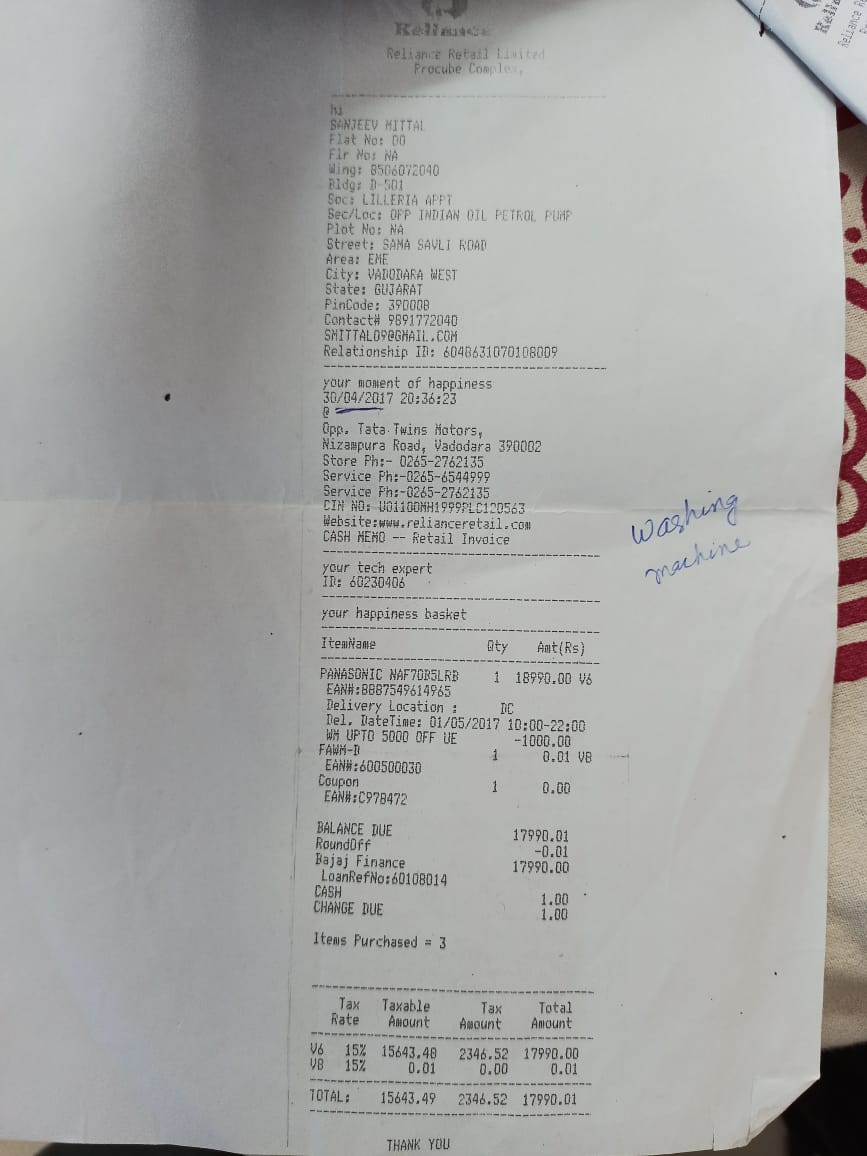 Reliance
Reliance Retail Limited
Procube Complex,
hi
SANJEEV MITTAL
Flat No: DO
Flr No: NA
Wing: 8506072040
Bldg: D-501
Soc: LILLERIA APPT
Sec/Loc: OPP INDIAN OIL PETROL PUMP
Plot No: NA
Street: SAMA SAVLI ROAD
Area: EME
City: VADODARA WEST
State: GUJARAT
PinCode: 390008
Contact# 9891772040
SMITTAL09@GMAIL.COM
Relationship ID: 6048631070108009
your moment of happiness
30/04/2017 20:36:23
@
Opp. Tata Twins Motors,
Nizampura Road, Vadodara 390002
Store Ph:- 0265-2762135
Service Ph:-0265-6544999
Service Ph:-0265-2762135
CIN NO: U01100MH1999PLC120563
Website:www.relianceretail.com
CASH MEMO -- Retail Invoice
washing
machine
your tech expert
ID: 60230406
your happiness basket
ItemName Qty Amt(Rs)
PANASONIC NAF70B5LRB 1 18990.00 V6
EAN#:8887549614965
Delivery Location : DC
Del. DateTime: 01/05/2017 10:00-22:00
WM UPTO 5000 OFF UE -1000.00
FAWM-D 1 0.01 V8
EAN#:600500030
Coupon 1 0.00
EAN#:C978472
BALANCE DUE 17990.01
RoundOff -0.01
Bajaj Finance 17990.00
LoanRefNo:60108014
CASH 1.00
CHANGE DUE 1.00
Items Purchased = 3
Tax Taxable Tax Total
Rate Amount Amount Amount
V6 15% 15643.48 2346.52 17990.00
V8 15% 0.01 0.00 0.01
TOTAL: 15643.49 2346.52 17990.01
THANK YOU